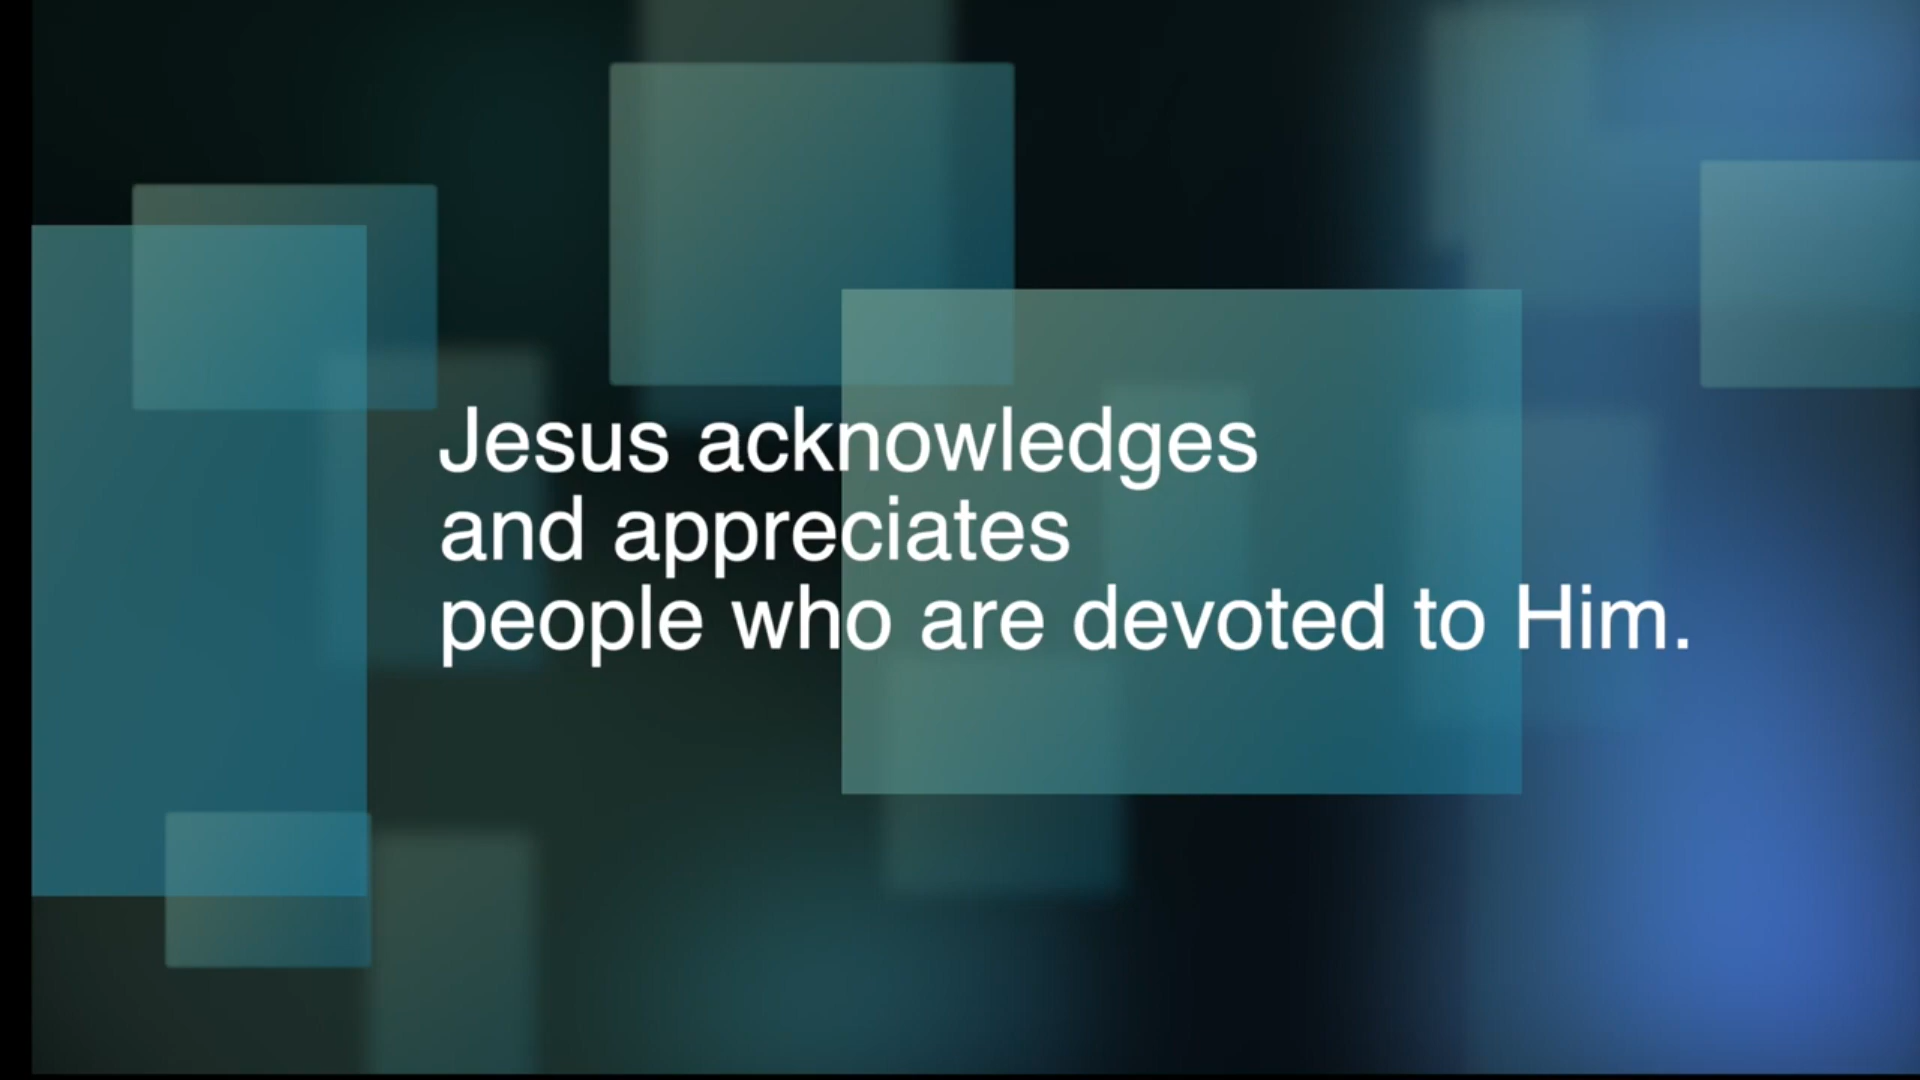 Jesus acknowledges
and appreciates
people who are devoted to Him.